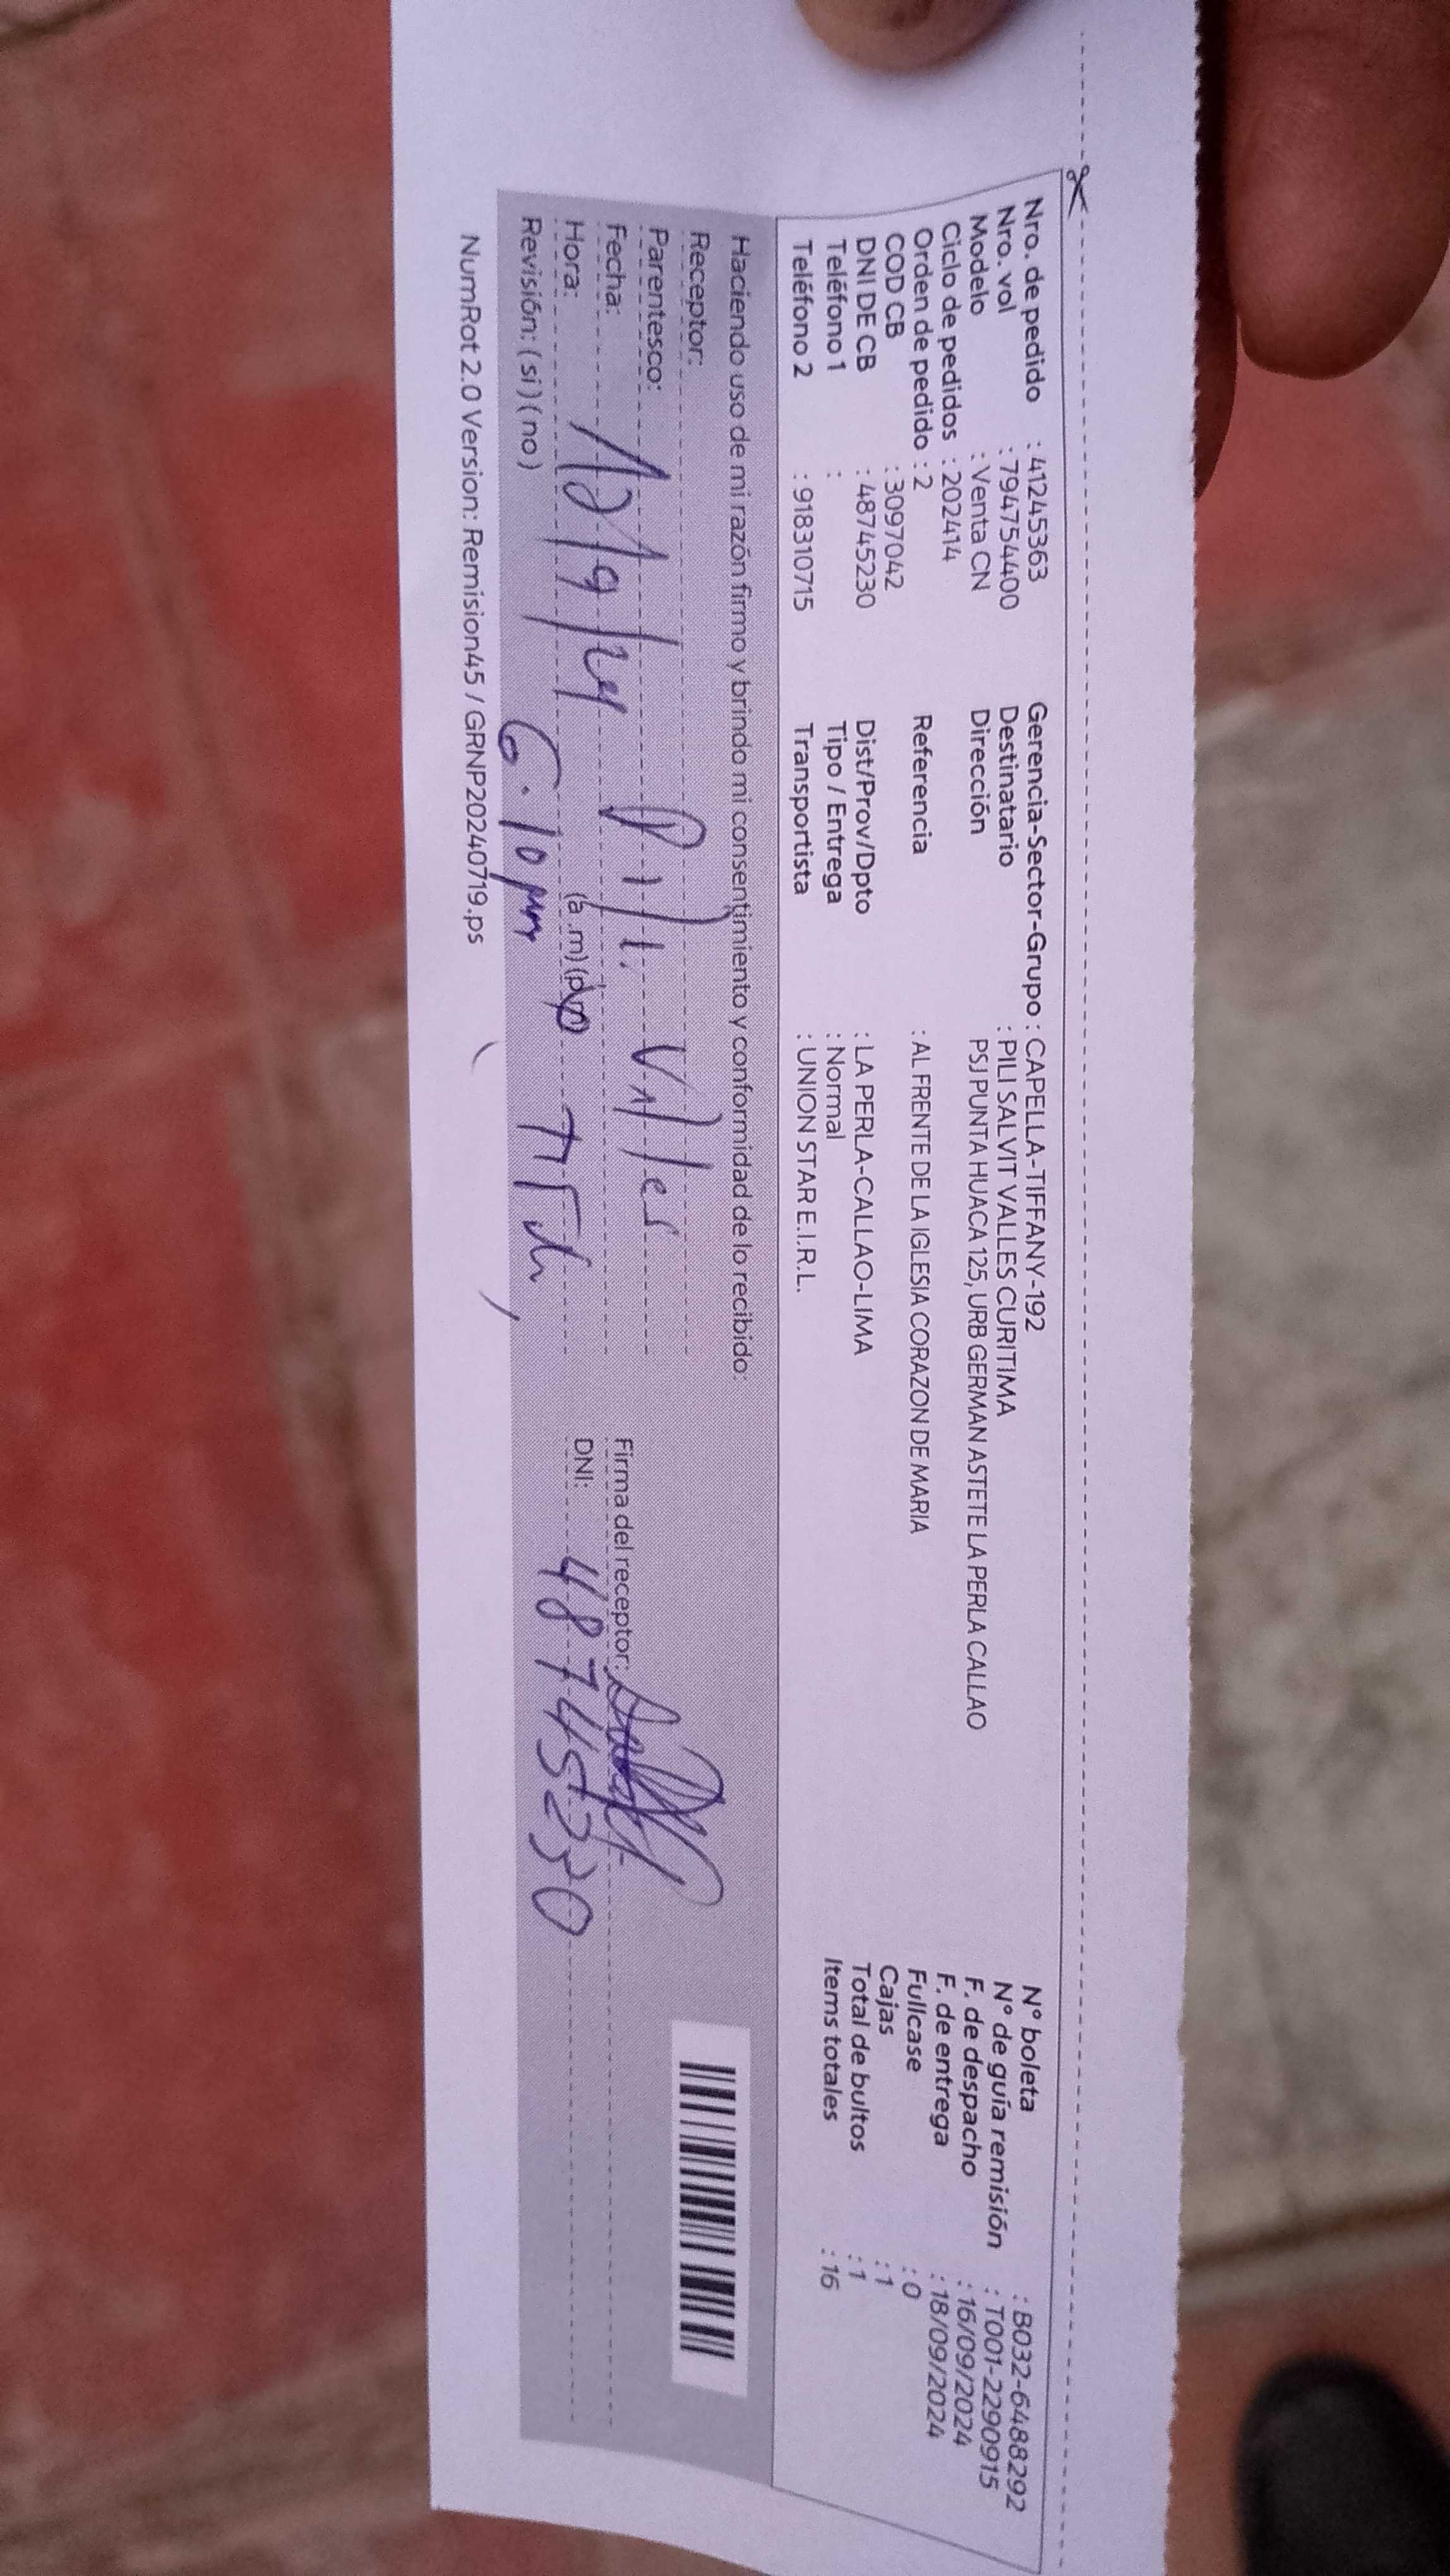 Nro. de pedido : 41245363
Nro. vol : 794754400
Modelo : Venta CN
Ciclo de pedidos : 202414
Orden de pedido : 2
COD CB : 3097042
DNI DE CB : 48745230
Teléfono 1 :
Teléfono 2 : 918310715
Gerencia-Sector-Grupo : CAPELLA-TIFFANY-192
Destinatario : PILI SALVIT VALLES CURITIMA
Dirección PSJ PUNTA HUACA 125, URB GERMAN ASTETE LA PERLA CALLAO
Referencia : AL FRENTE DE LA IGLESIA CORAZON DE MARIA
Dist/Prov/Dpto : LA PERLA-CALLAO-LIMA
Tipo / Entrega : Normal
Transportista : UNION STAR E.I.R.L.
N° boleta : B032-6488292
N° de guía remisión : T001-2290915
F. de despacho : 16/09/2024
F. de entrega : 18/09/2024
Fullcase : 0
Cajas : 1
Total de bultos : 1
Items totales : 16
Haciendo uso de mi razón firmo y brindo mi consentimiento y conformidad de lo recibido:
Receptor:
Parentesco: Pili Valles
Fecha:
Hora: (a.m) (p.m)
6:10 pm
Revisión: (si) (no)
Firma del receptor:
DNI: 48745230
NumRot 2.0 Version: Remision45 / GRNP20240719.ps